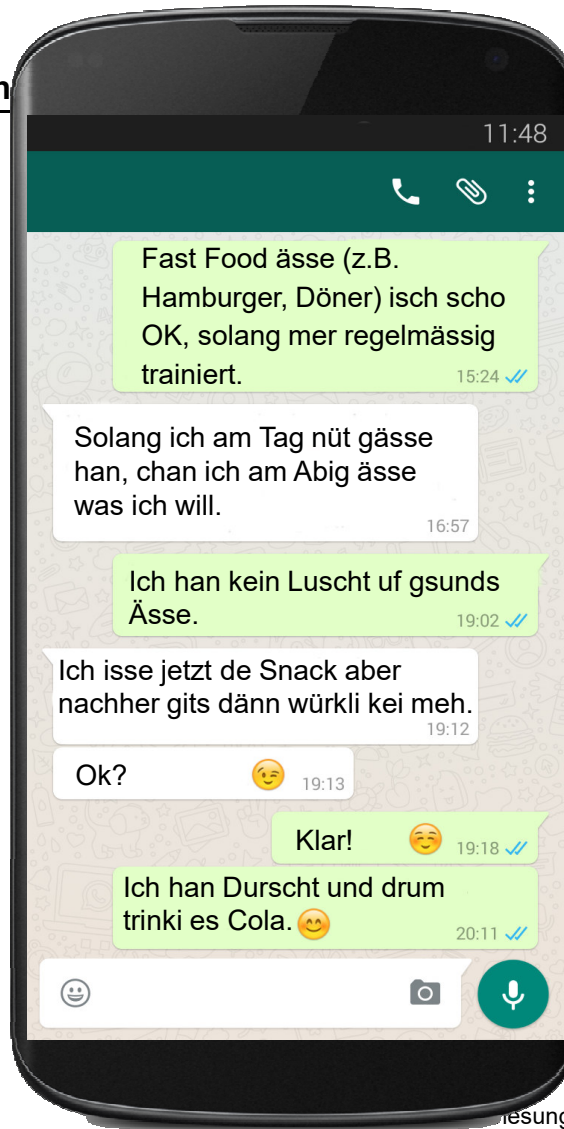 11:48
Fast Food ässe (z.B.
Hamburger, Döner) isch scho
OK, solang mer regelmässig
trainiert.
15:24
Solang ich am Tag nüt gässe
han, chan ich am Abig ässe
was ich will.
16:57
Ich han kein Luscht uf gsunds
Ässe.
19:02
Ich isse jetzt de Snack aber
nachher gits dänn würkli kei meh.
19:12
Ok? 😉 19:13
Klar! ☺️ 19:18
Ich han Durscht und drum
trinki es Cola. 😊
20:11